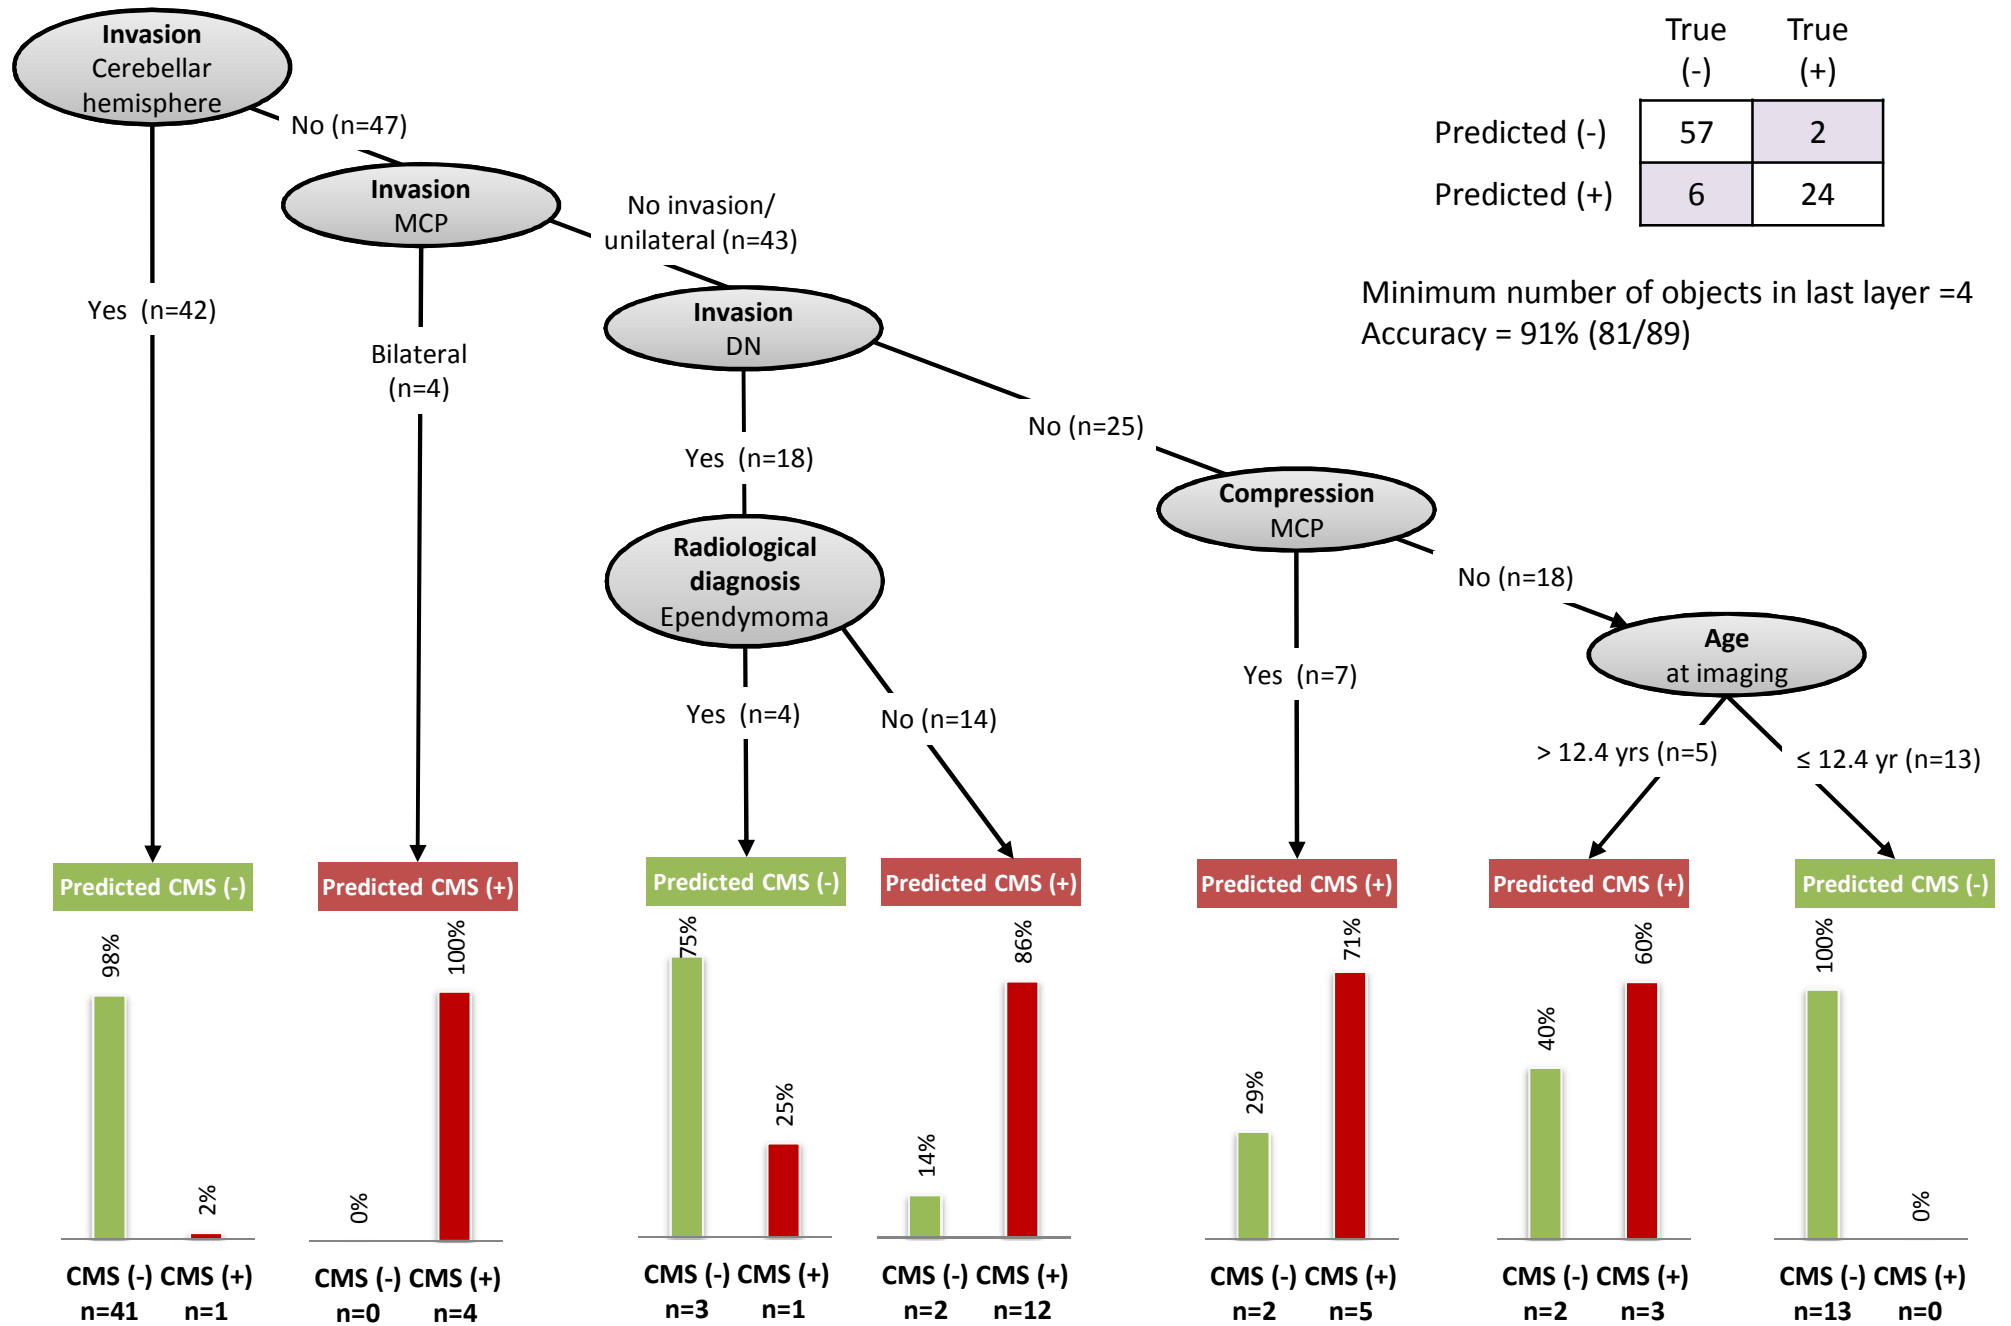 Invasion
Cerebellar
hemisphere
No (n=47)
Yes (n=42)
Invasion
MCP
No invasion/
unilateral (n=43)
Bilateral
(n=4)
Invasion
DN
Yes (n=18)
No (n=25)
Radiological
diagnosis
Ependymoma
Yes (n=4)
No (n=14)
Compression
MCP
Yes (n=7)
No (n=18)
Age
at imaging
> 12.4 yrs (n=5)
≤ 12.4 yr (n=13)
True
(-)
True
(+)
Predicted (-) 57 2
Predicted (+) 6 24
Minimum number of objects in last layer =4
Accuracy = 91% (81/89)
Predicted CMS (-)
98%
2%
CMS (-) CMS (+)
n=41 n=1
Predicted CMS (+)
0%
100%
CMS (-) CMS (+)
n=0 n=4
Predicted CMS (-)
75%
25%
CMS (-) CMS (+)
n=3 n=1
Predicted CMS (+)
14%
86%
CMS (-) CMS (+)
n=2 n=12
Predicted CMS (+)
29%
71%
CMS (-) CMS (+)
n=2 n=5
Predicted CMS (+)
40%
60%
CMS (-) CMS (+)
n=2 n=3
Predicted CMS (-)
100%
0%
CMS (-) CMS (+)
n=13 n=0